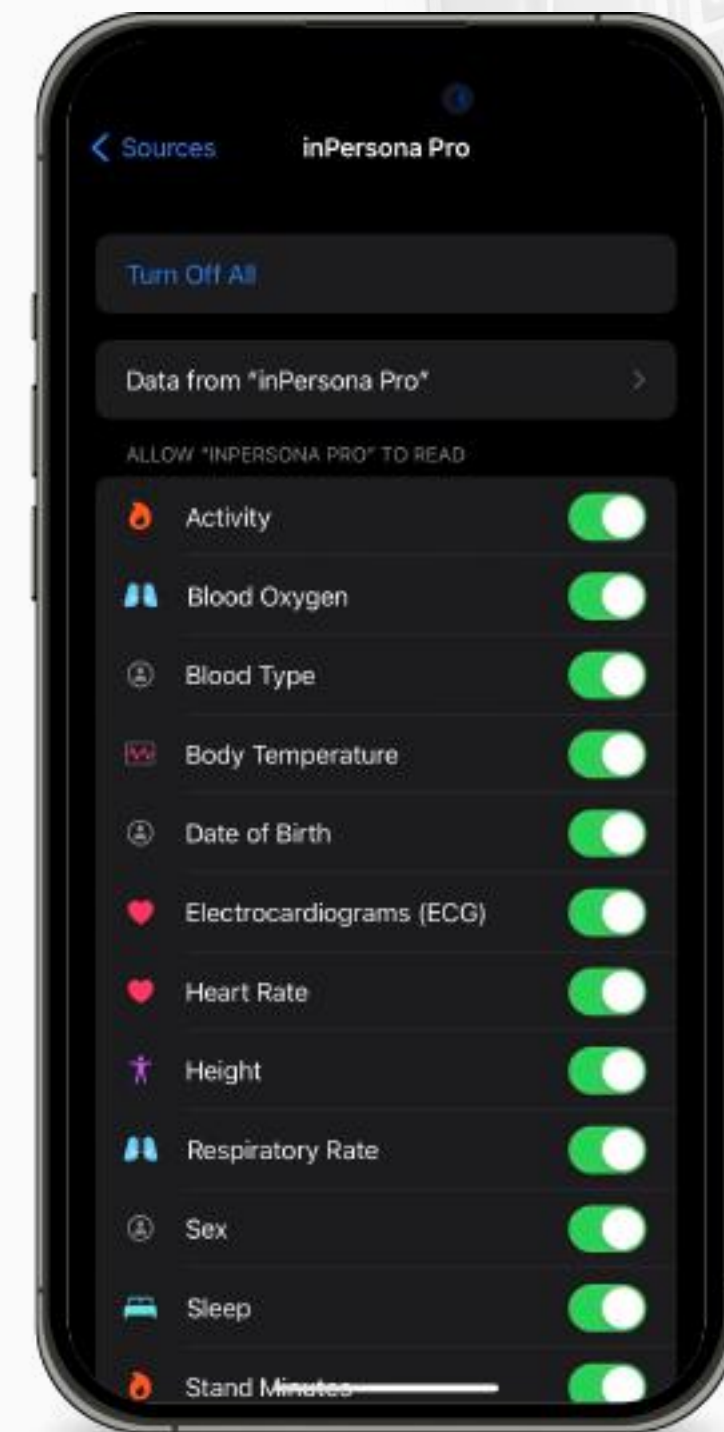 Sources inPersona Pro
Turn Off All
Data from "inPersona Pro"
ALLOW "INPERSONA PRO" TO READ
Activity
Blood Oxygen
Blood Type
Body Temperature
Date of Birth
Electrocardiograms (ECG)
Heart Rate
Height
Respiratory Rate
Sex
Sleep
Stand Minutes